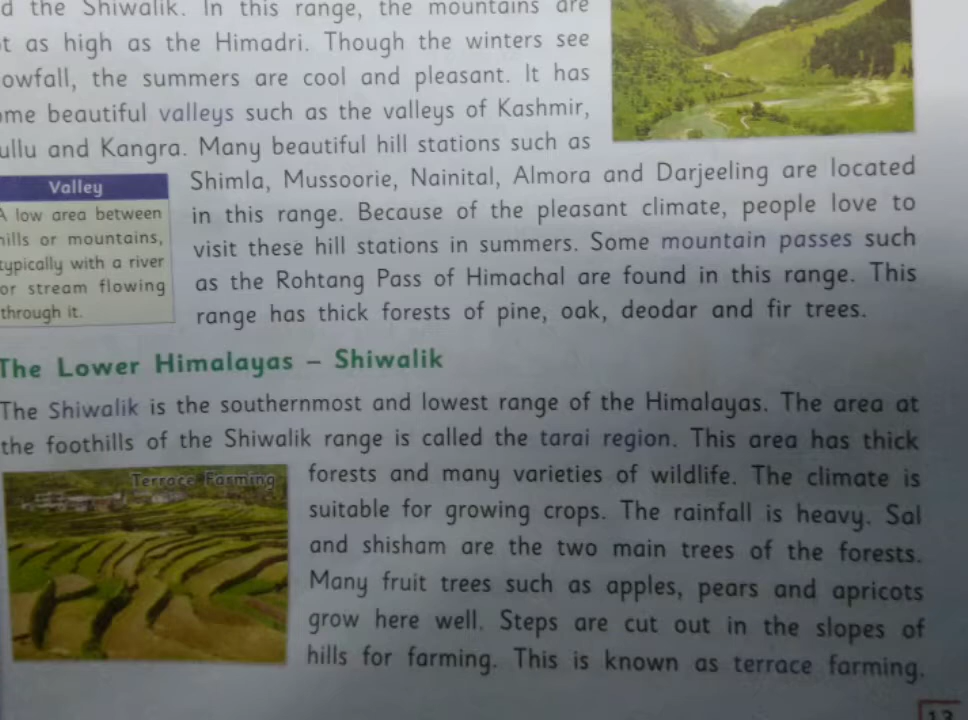 d the Shiwalik. In this range, the mountains are
t as high as the Himadri. Though the winters see
owfall, the summers are cool and pleasant. It has
me beautiful valleys such as the valleys of Kashmir,
ullu and Kangra. Many beautiful hill stations such as
Shimla, Mussoorie, Nainital, Almora and Darjeeling are located
in this range. Because of the pleasant climate, people love to
visit these hill stations in summers. Some mountain passes such
as the Rohtang Pass of Himachal are found in this range. This
range has thick forests of pine, oak, deodar and fir trees.
Valley
A low area between
hills or mountains,
typically with a river
or stream flowing
through it.
The Lower Himalayas – Shiwalik
The Shiwalik is the southernmost and lowest range of the Himalayas. The area at
the foothills of the Shiwalik range is called the tarai region. This area has thick
forests and many varieties of wildlife. The climate is
suitable for growing crops. The rainfall is heavy. Sal
and shisham are the two main trees of the forests.
Many fruit trees such as apples, pears and apricots
grow here well. Steps are cut out in the slopes of
hills for farming. This is known as terrace farming.
Terrace Farming
13